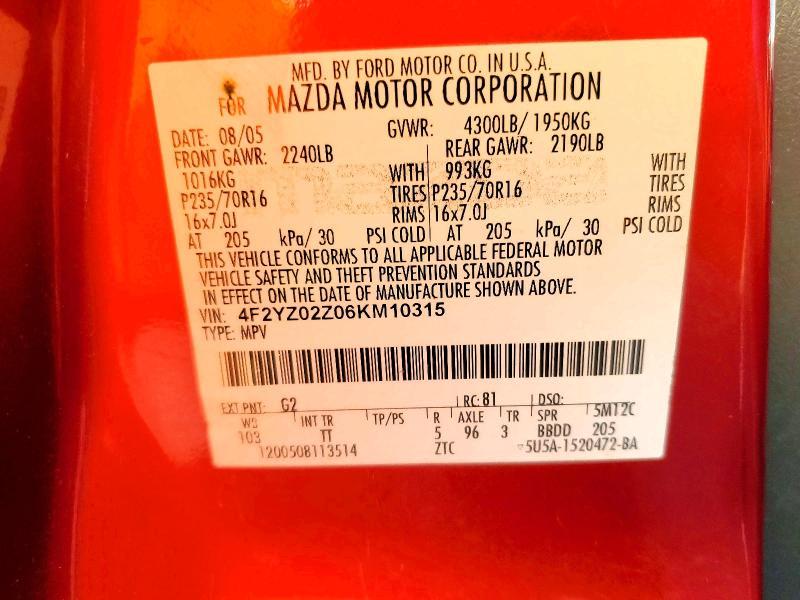 MFD. BY FORD MOTOR CO. IN U.S.A.
FOR MAZDA MOTOR CORPORATION
DATE: 08/05 GVWR: 4300LB/ 1950KG
FRONT GAWR: 2240LB REAR GAWR: 2190LB
1016KG WITH 993KG WITH
P235/70R16 TIRES P235/70R16 TIRES
16x7.0J RIMS 16x7.0J RIMS
AT 205 kPa/ 30 PSI COLD AT 205 kPa/ 30 PSI COLD
THIS VEHICLE CONFORMS TO ALL APPLICABLE FEDERAL MOTOR
VEHICLE SAFETY AND THEFT PREVENTION STANDARDS
IN EFFECT ON THE DATE OF MANUFACTURE SHOWN ABOVE.
VIN: 4F2YZ02Z06KM10315
TYPE: MPV
EXT PNT: G2 RC: 81 DSO:
WB INT TR TP/PS R AXLE TR SPR 5M12C
103 TT 5 96 3 BBDD 205
1200508113514 ZTC 5U5A-1520472-BA